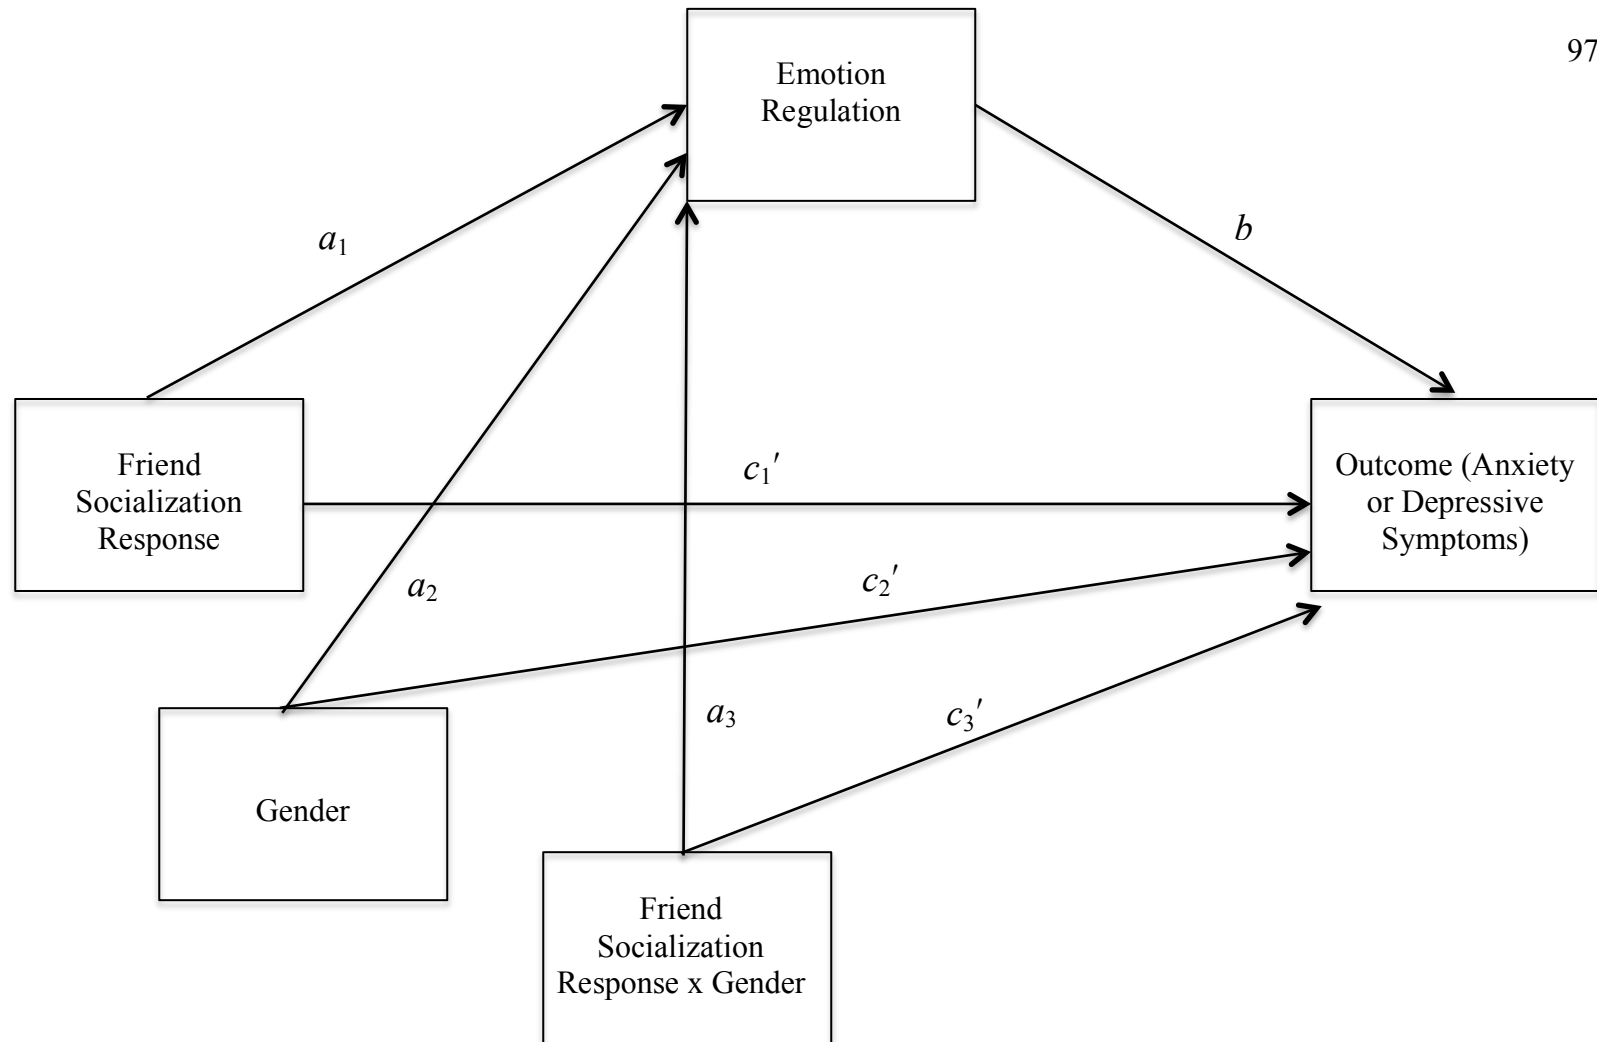 97
Emotion
Regulation
a₁
b
Friend
Socialization
Response
c₁′
Outcome (Anxiety
or Depressive
Symptoms)
a₂
c₂′
a₃
c₃′
Gender
Friend
Socialization
Response x Gender